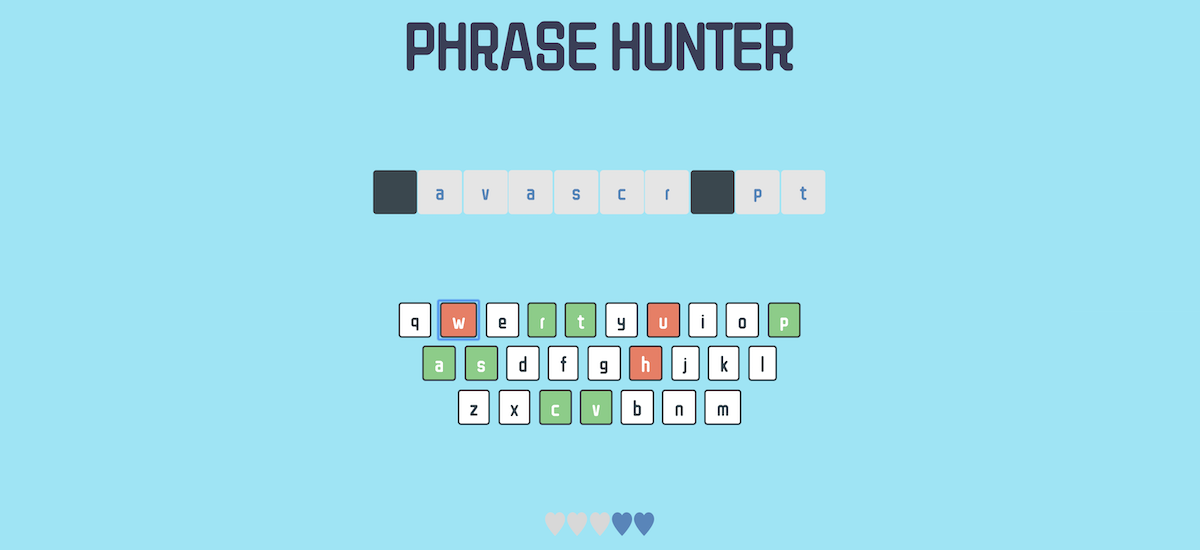 PHRASE HUNTER
a v a s c r p t
q w e r t y u i o p
a s d f g h j k l
z x c v b n m